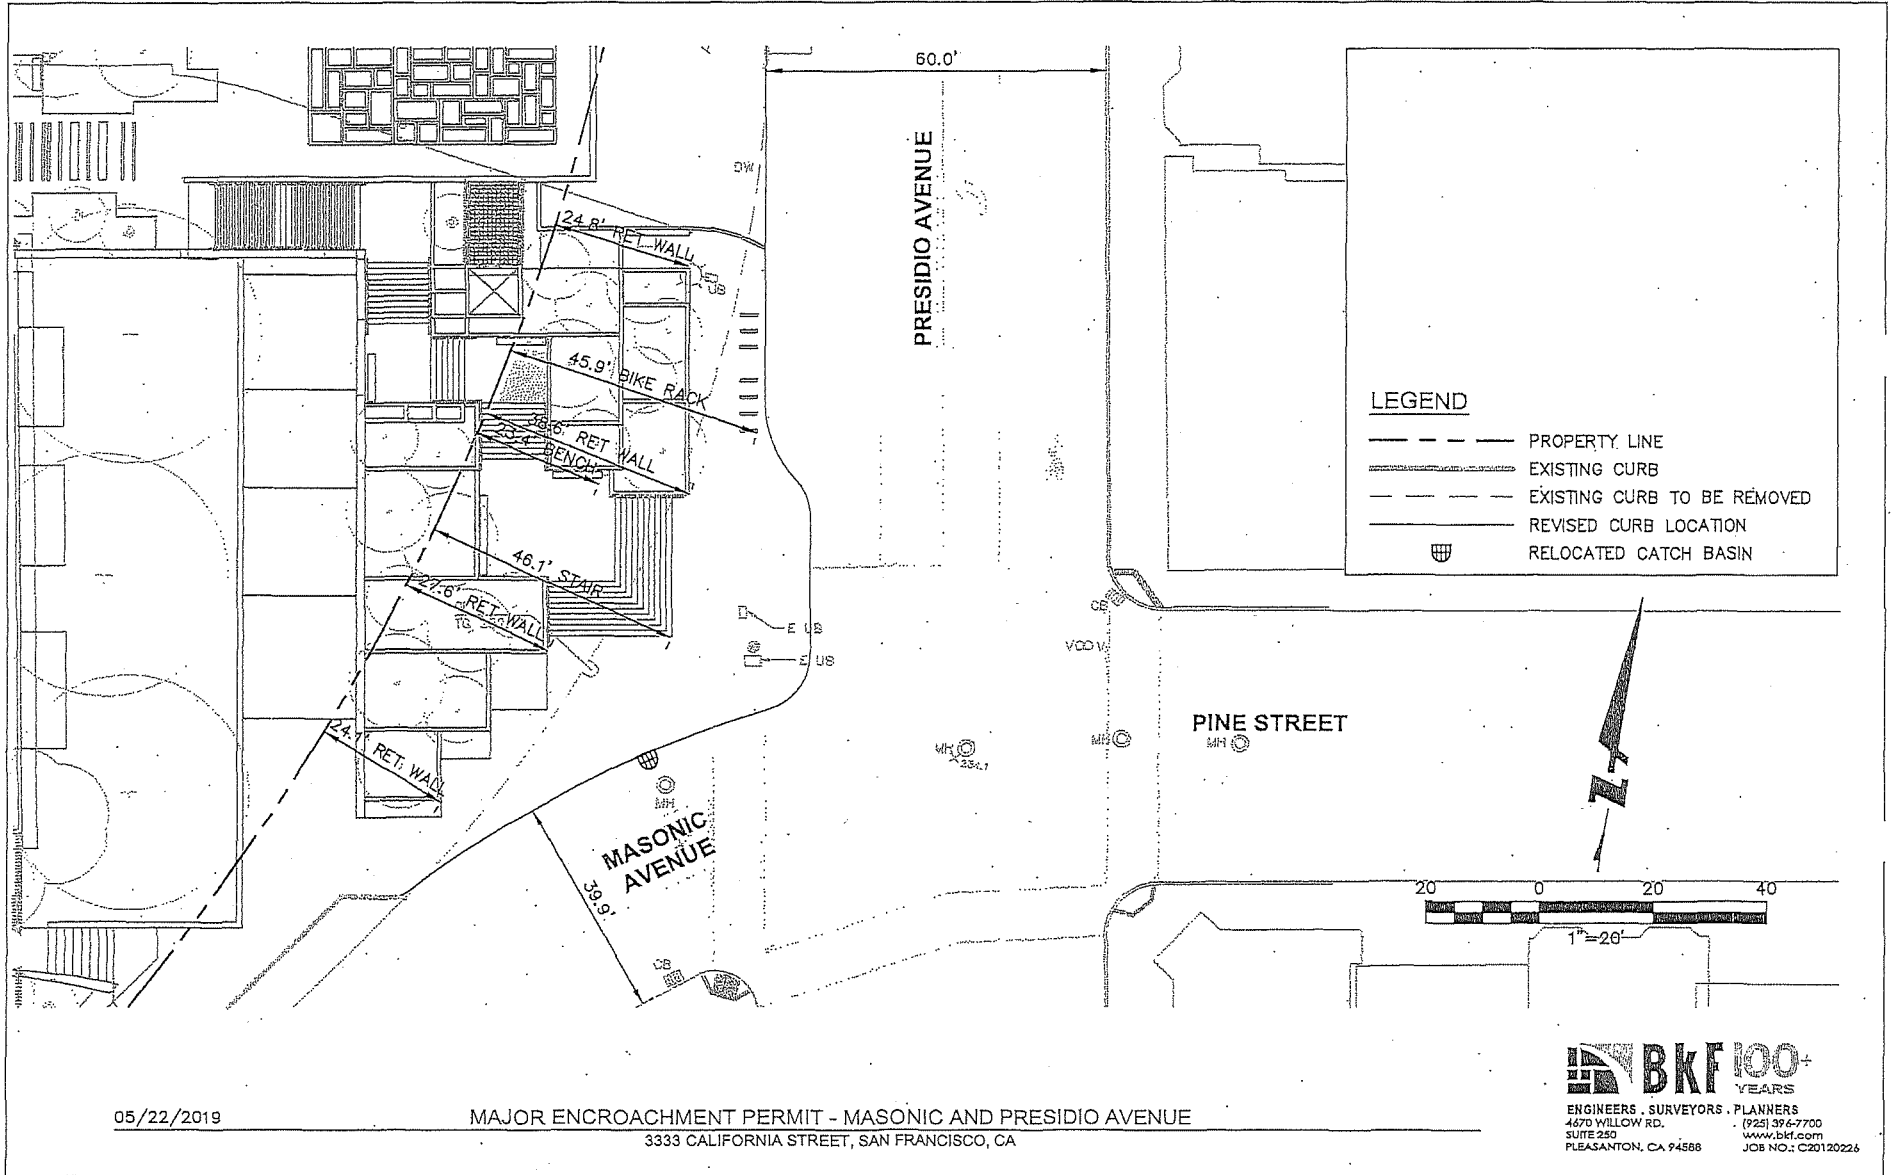 60.0'
PRESIDIO AVENUE
DW
24.8' RET WALL
UB
45.9' BIKE RACK
38.6' RET WALL
23.4' BENCH
46.1' STAIR
27.6' RET WALL
E UB
E UB
RET. WALL
LEGEND
PROPERTY LINE
EXISTING CURB
EXISTING CURB TO BE REMOVED
REVISED CURB LOCATION
RELOCATED CATCH BASIN
CB
PINE STREET
MH
MH
MH
MH
MASONIC
AVENUE
39.9'
CB
Z
20 0 20 40
1"=20'
BKF 100+
YEARS
ENGINEERS . SURVEYORS . PLANNERS
4670 WILLOW RD. (925) 396-7700
SUITE 250 www.bkf.com
PLEASANTON, CA 94588 JOB NO.: C20120226
05/22/2019
MAJOR ENCROACHMENT PERMIT - MASONIC AND PRESIDIO AVENUE
3333 CALIFORNIA STREET, SAN FRANCISCO, CA